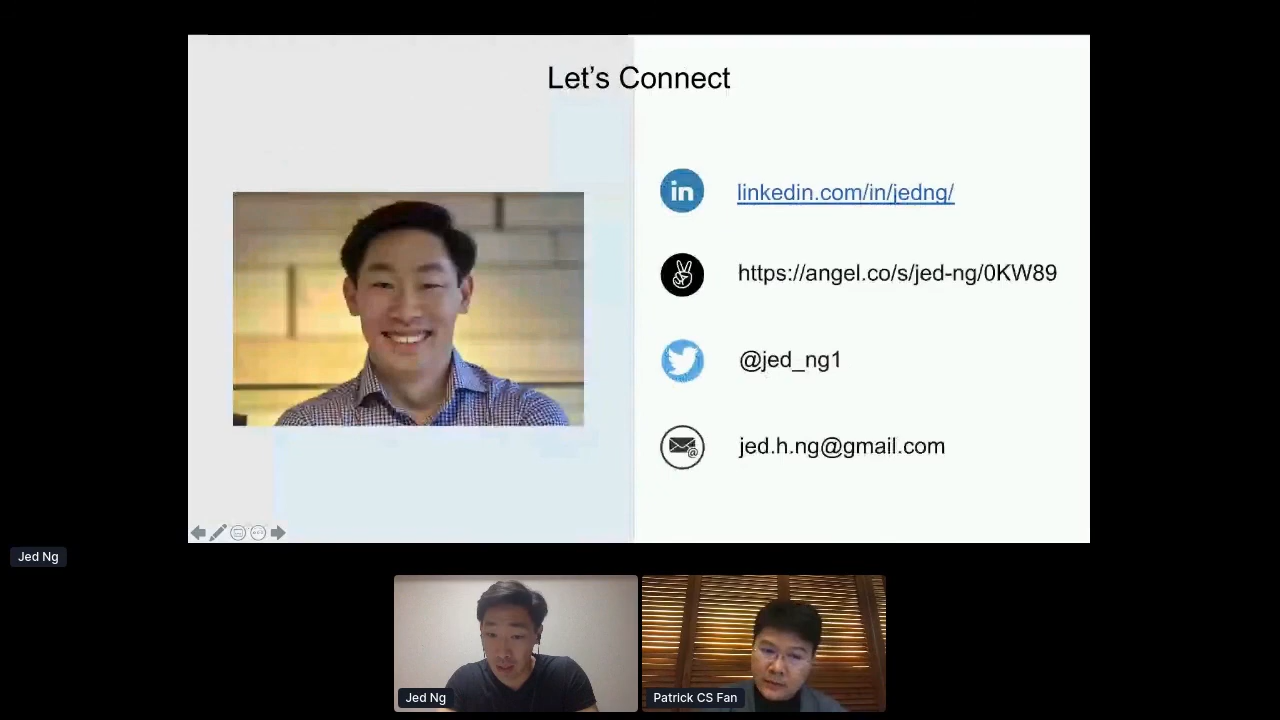 Let's Connect
in
linkedin.com/in/jedng/
https://angel.co/s/jed-ng/0KW89
@jed_ng1
@
jed.h.ng@gmail.com
Jed Ng
Jed Ng
Patrick CS Fan